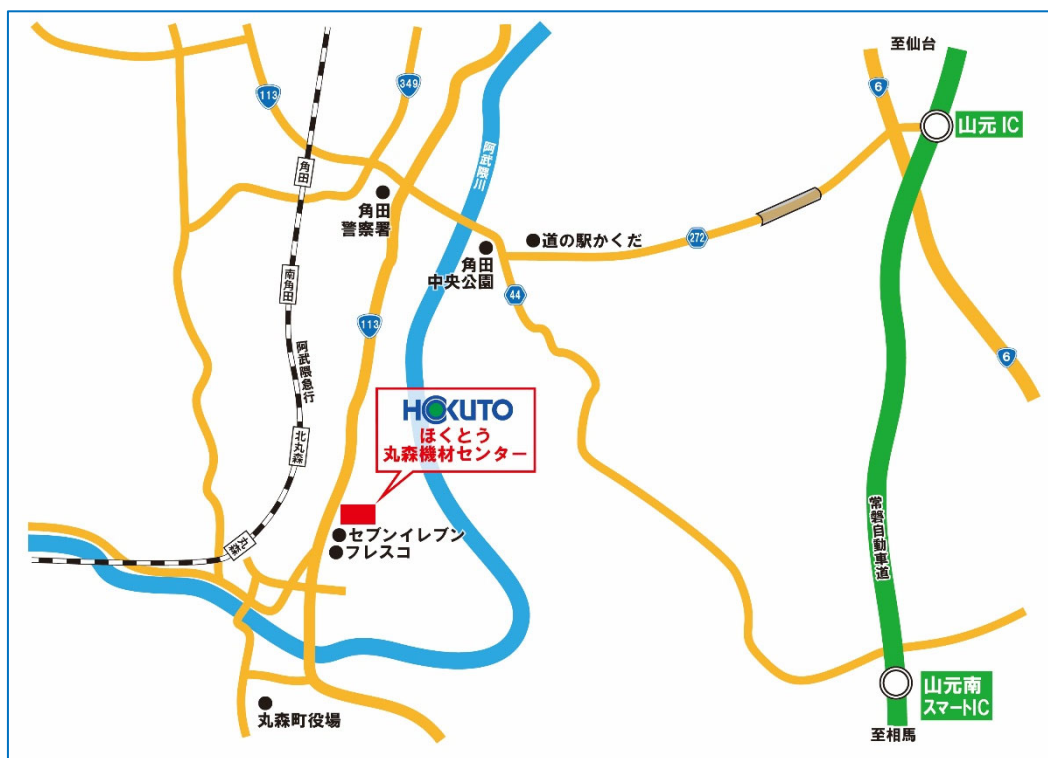 至仙台
6
349
113
山元 IC
阿武隈川
角田
角田
警察署
272
道の駅かくだ
角田
中央公園
南角田
44
113
阿武隈急行
6
HOKUTO
ほくとう
丸森機材センター
北丸森
常磐自動車道
セブンイレブン
フレスコ
丸森
山元南
スマートIC
丸森町役場
至相馬